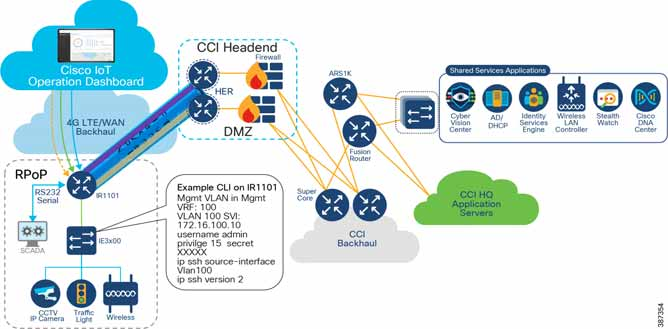 Cisco IoT
Operation Dashboard
4G LTE/WAN
Backhaul
CCI Headend
Firewall
HER
DMZ
ARS1K
Fusion
Router
Super
Core
CCI
Backhaul
Shared Services Applications
Cyber
Vision
Center
AD/
DHCP
Identity
Services
Engine
Wireless
LAN
Controller
Stealth
Watch
Cisco
DNA
Center
CCI HQ
Application
Servers
RPoP
RS232
Serial
IR1101
SCADA
IE3x00
CCTV
IP Camera
Traffic
Light
Wireless
Example CLI on IR1101
Mgmt VLAN in Mgmt
VRF: 100
VLAN 100 SVI:
172.16.100.10
username admin
privilge 15 secret
XXXXX
ip ssh source-interface
Vlan100
ip ssh version 2
387354